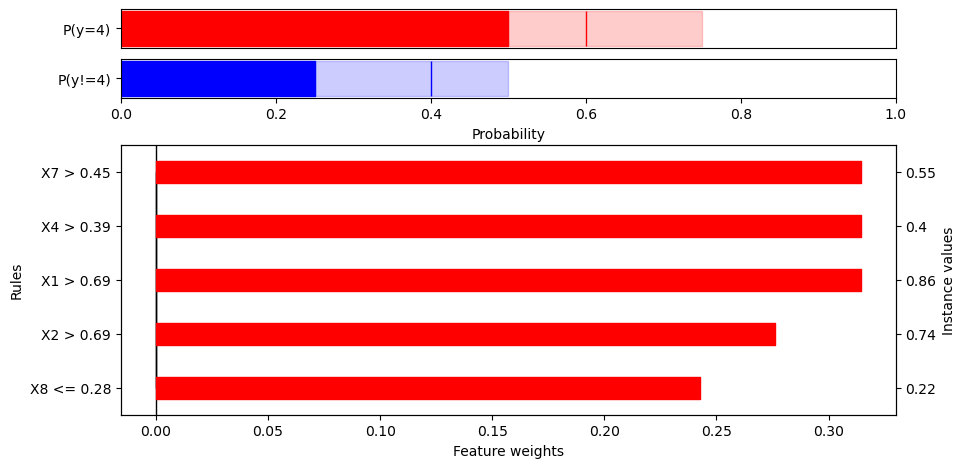 P(y=4)
P(y!=4)
0.0 0.2 0.4 0.6 0.8 1.0
Probability
X7 > 0.45 0.55
X4 > 0.39 0.4
X1 > 0.69 0.86
Rules
Instance values
X2 > 0.69 0.74
X8 <= 0.28 0.22
0.00 0.05 0.10 0.15 0.20 0.25 0.30
Feature weights